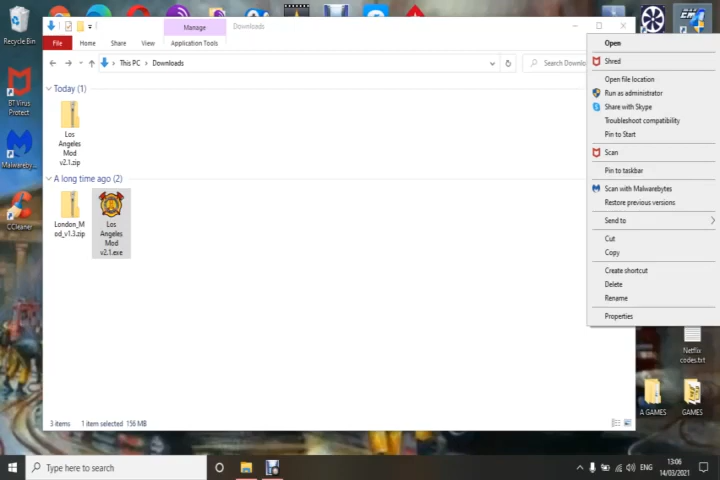 Recycle Bin
BT Virus
Protect
Malwareby...
CCleaner
Manage
Downloads
File
Home
Share
View
Application Tools
This PC > Downloads
Search Downlo
Today (1)
Los
Angeles
Mod
v2.1.zip
A long time ago (2)
London_M
od_v1.3.zip
Los
Angeles
Mod
v2.1.exe
3 items 1 item selected 156 MB
Open
Shred
Open file location
Run as administrator
Share with Skype
Troubleshoot compatibility
Pin to Start
Scan
Pin to taskbar
Scan with Malwarebytes
Restore previous versions
Send to
Cut
Copy
Create shortcut
Delete
Rename
Properties
Netflix
codes.txt
A GAMES
GAMES
Type here to search
ENG
13:06
14/03/2021